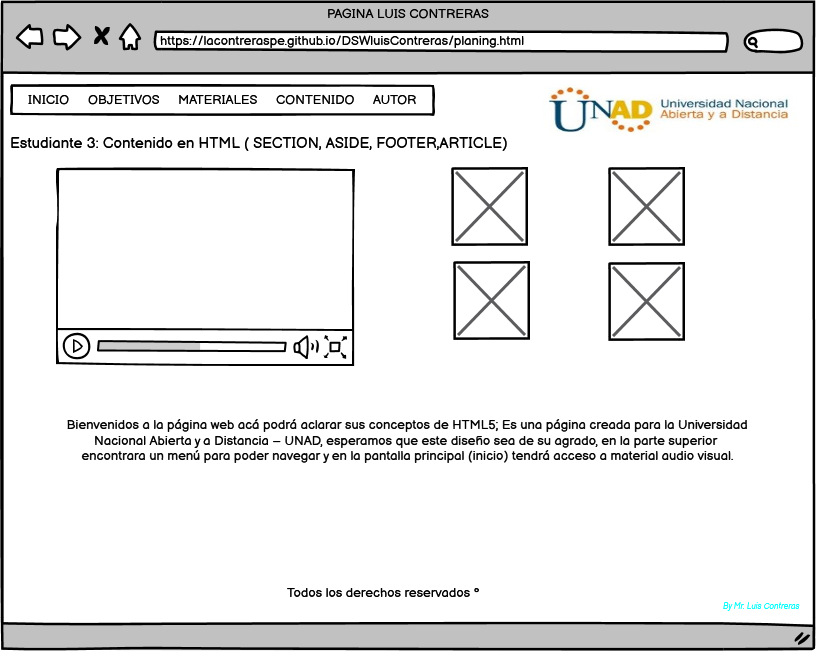 PAGINA LUIS CONTRERAS
https://lacontreraspe.github.io/DSWluisContreras/planing.html
INICIO OBJETIVOS MATERIALES CONTENIDO AUTOR
UNAD Universidad Nacional
Abierta y a Distancia
Estudiante 3: Contenido en HTML ( SECTION, ASIDE, FOOTER,ARTICLE)
Bienvenidos a la página web acá podrá aclarar sus conceptos de HTML5; Es una página creada para la Universidad
Nacional Abierta y a Distancia – UNAD, esperamos que este diseño sea de su agrado, en la parte superior
encontrara un menú para poder navegar y en la pantalla principal (inicio) tendrá acceso a material audio visual.
Todos los derechos reservados °
By Mr. Luis Contreras